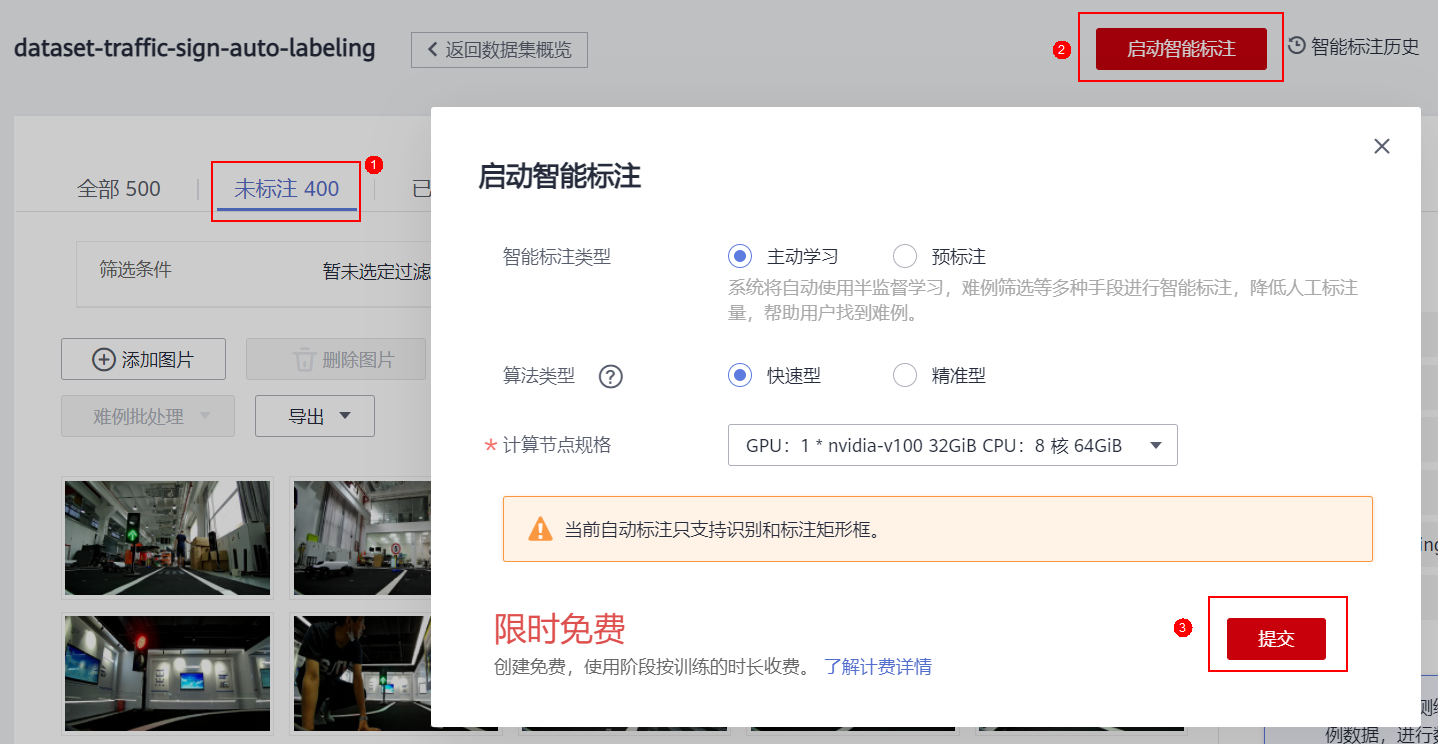 dataset-traffic-sign-auto-labeling
返回数据集概览
2
启动智能标注
智能标注历史
全部 500
未标注 400
1
已
筛选条件
暂未选定过滤
添加图片
删除图片
难例批处理
导出
启动智能标注
智能标注类型
主动学习
预标注
系统将自动使用半监督学习，难例筛选等多种手段进行智能标注，降低人工标注
量，帮助用户找到难例。
算法类型
?
快速型
精准型
* 计算节点规格
GPU：1 * nvidia-v100 32GiB CPU：8 核 64GiB
当前自动标注只支持识别和标注矩形框。
限时免费
创建免费，使用阶段按训练的时长收费。 了解计费详情
3
提交
ing
例数据，进行